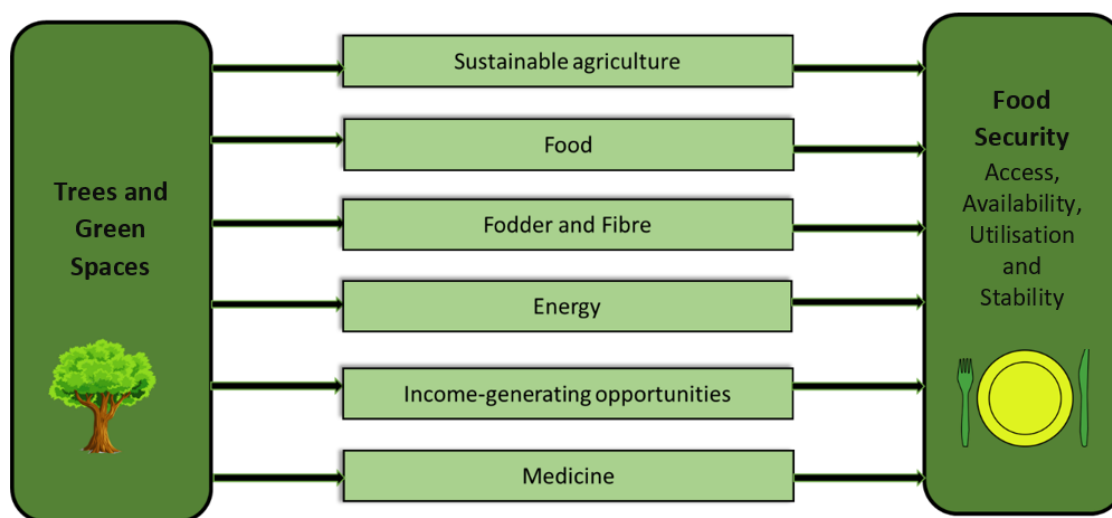 Trees and
Green
Spaces
Sustainable agriculture
Food
Fodder and Fibre
Energy
Income-generating opportunities
Medicine
Food
Security
Access,
Availability,
Utilisation
and
Stability